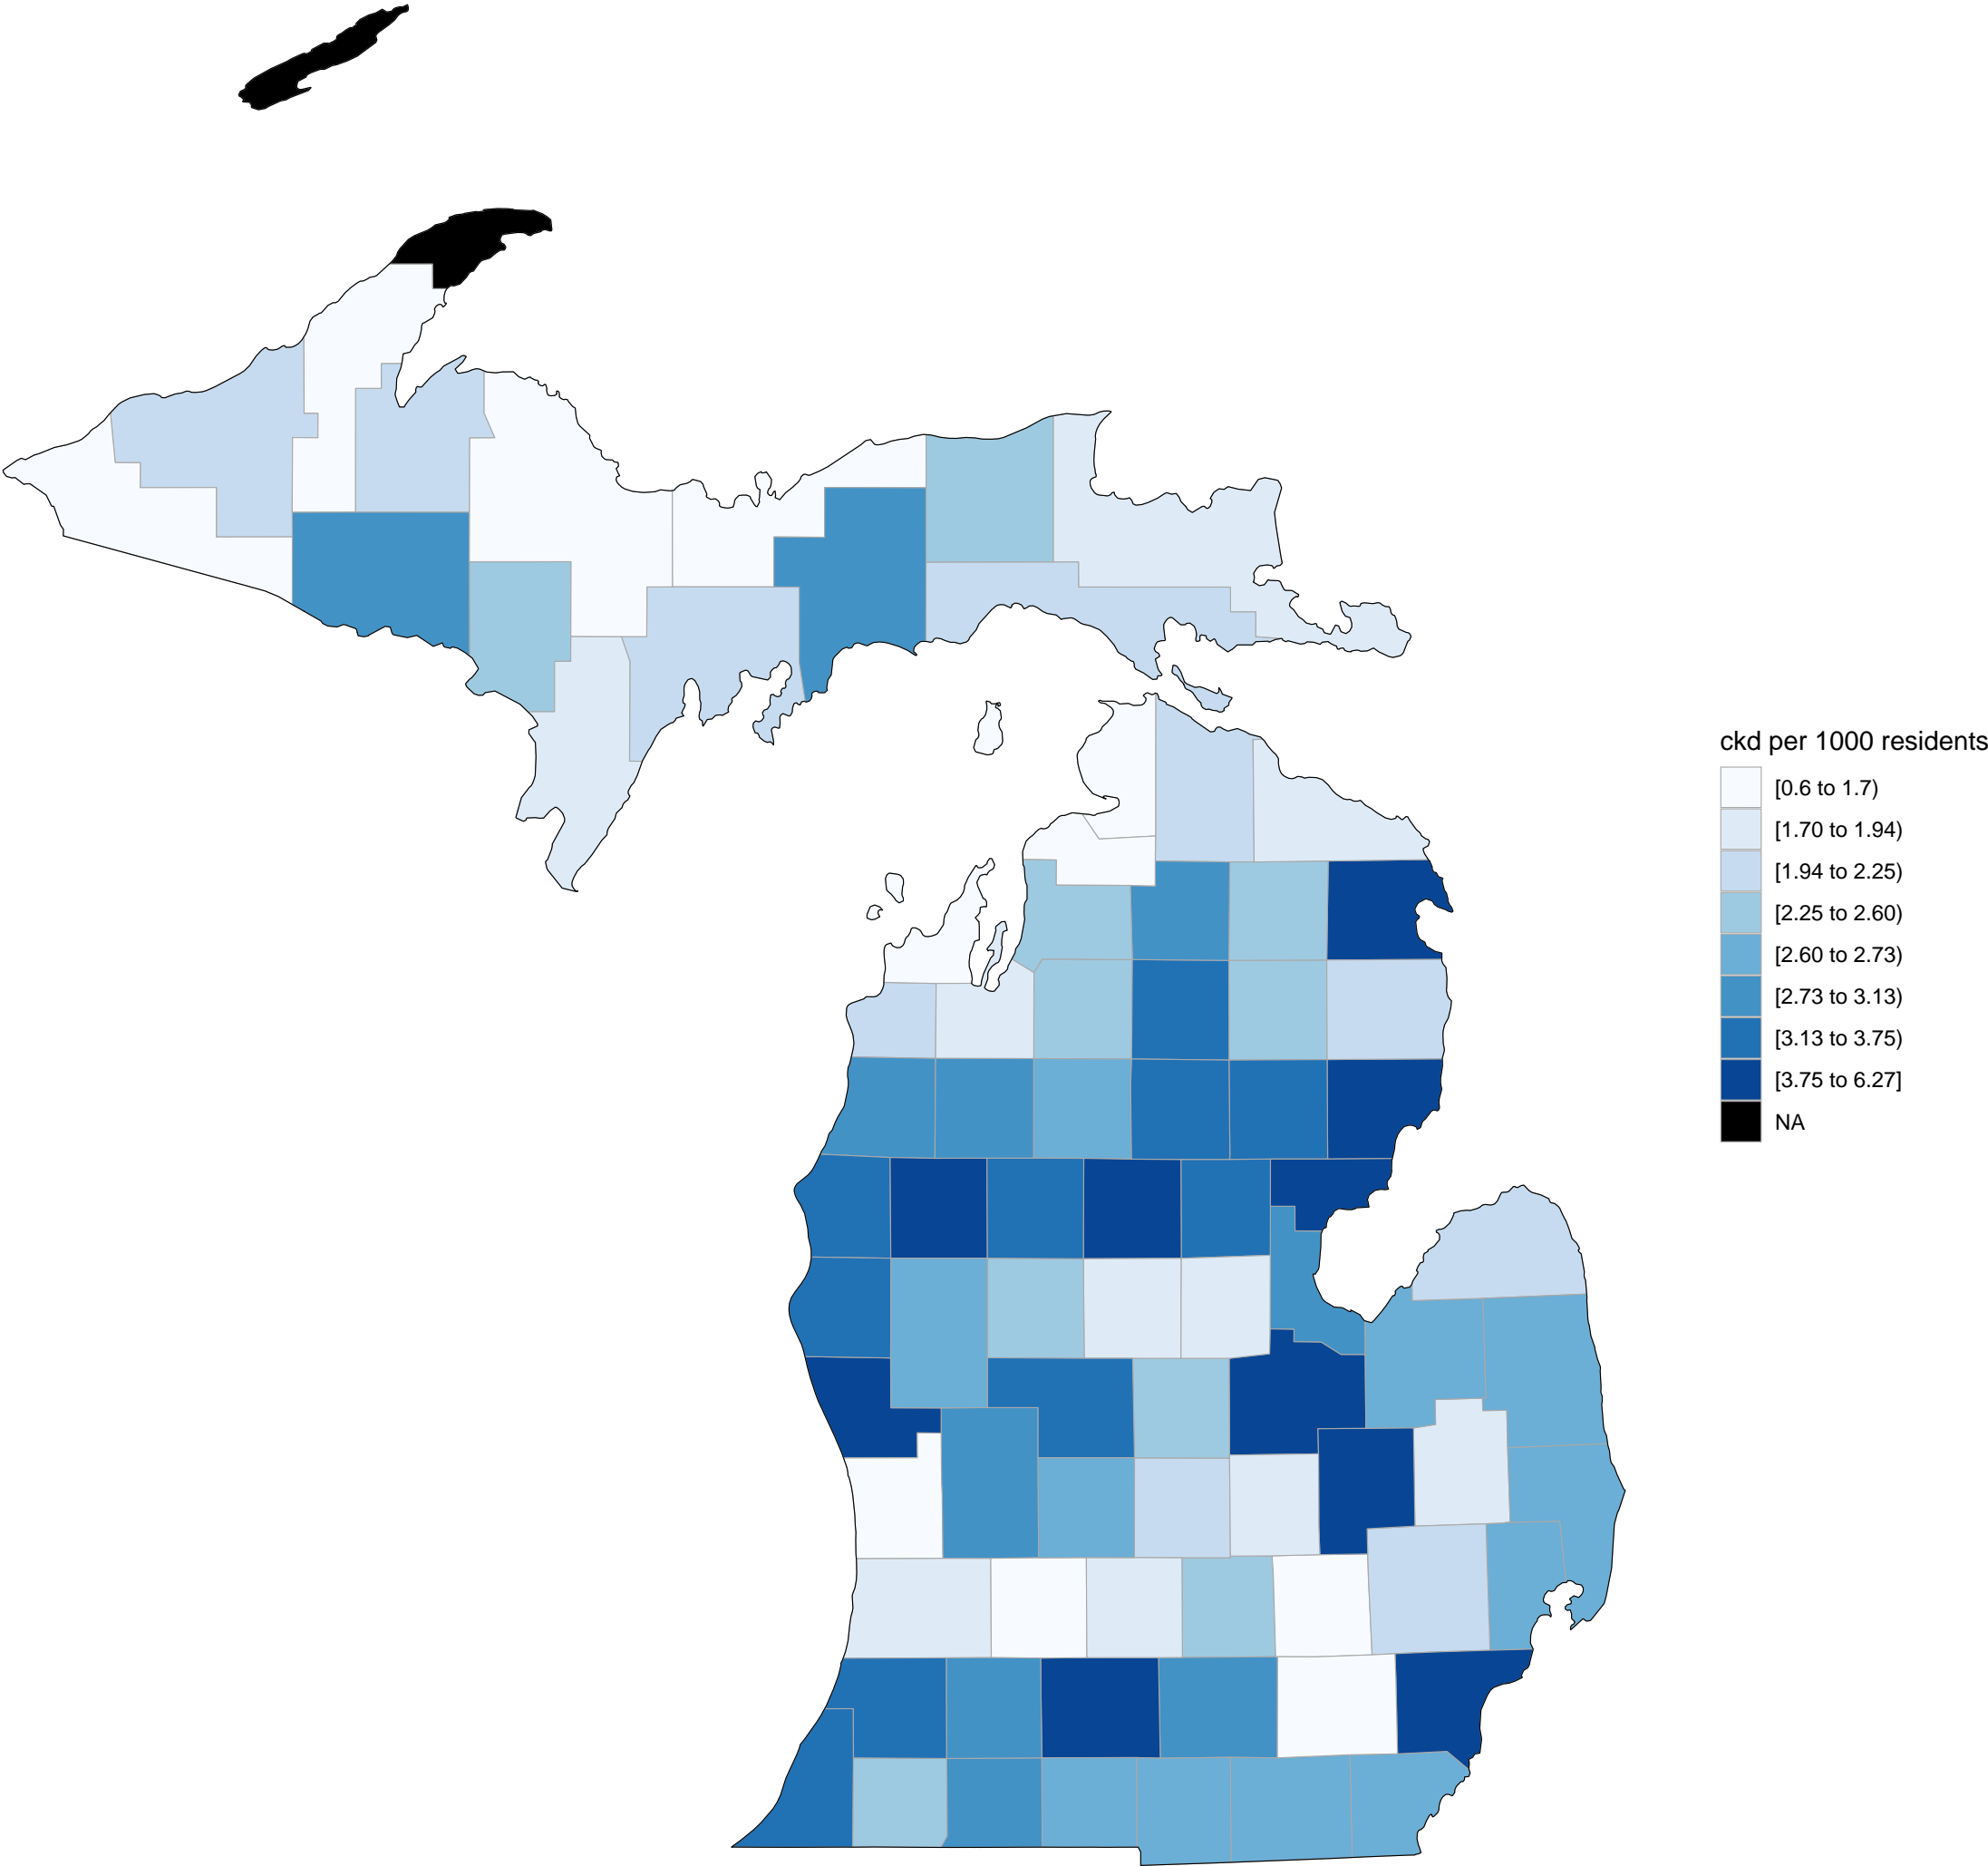 ckd per 1000 residents
[0.6 to 1.7)
[1.70 to 1.94)
[1.94 to 2.25)
[2.25 to 2.60)
[2.60 to 2.73)
[2.73 to 3.13)
[3.13 to 3.75)
[3.75 to 6.27]
NA